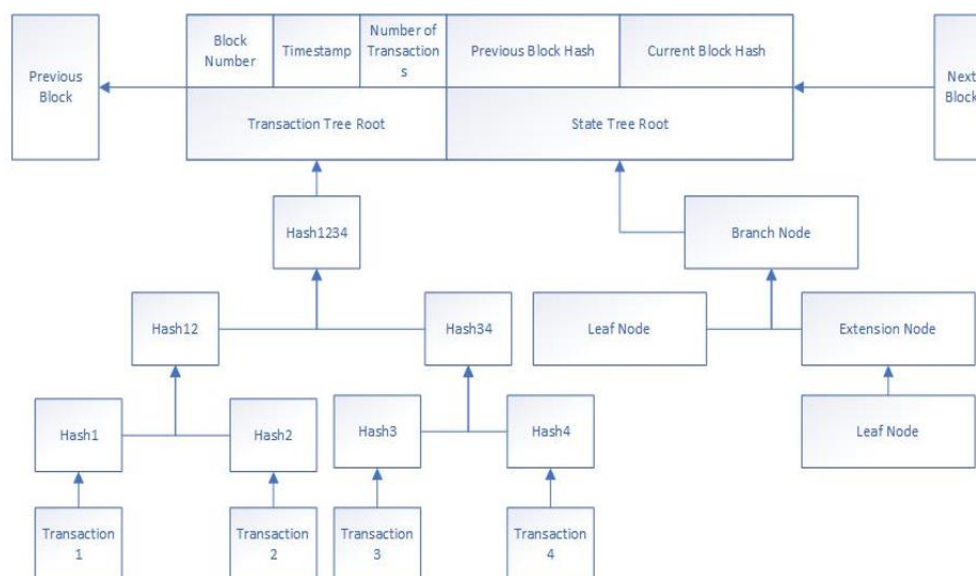 Previous
Block
Block
Number
Timestamp
Number of
Transaction
s
Previous Block Hash
Current Block Hash
Next
Block
Transaction Tree Root
State Tree Root
Hash1234
Branch Node
Hash12
Hash34
Leaf Node
Extension Node
Hash1
Hash2
Hash3
Hash4
Leaf Node
Transaction
1
Transaction
2
Transaction
3
Transaction
4